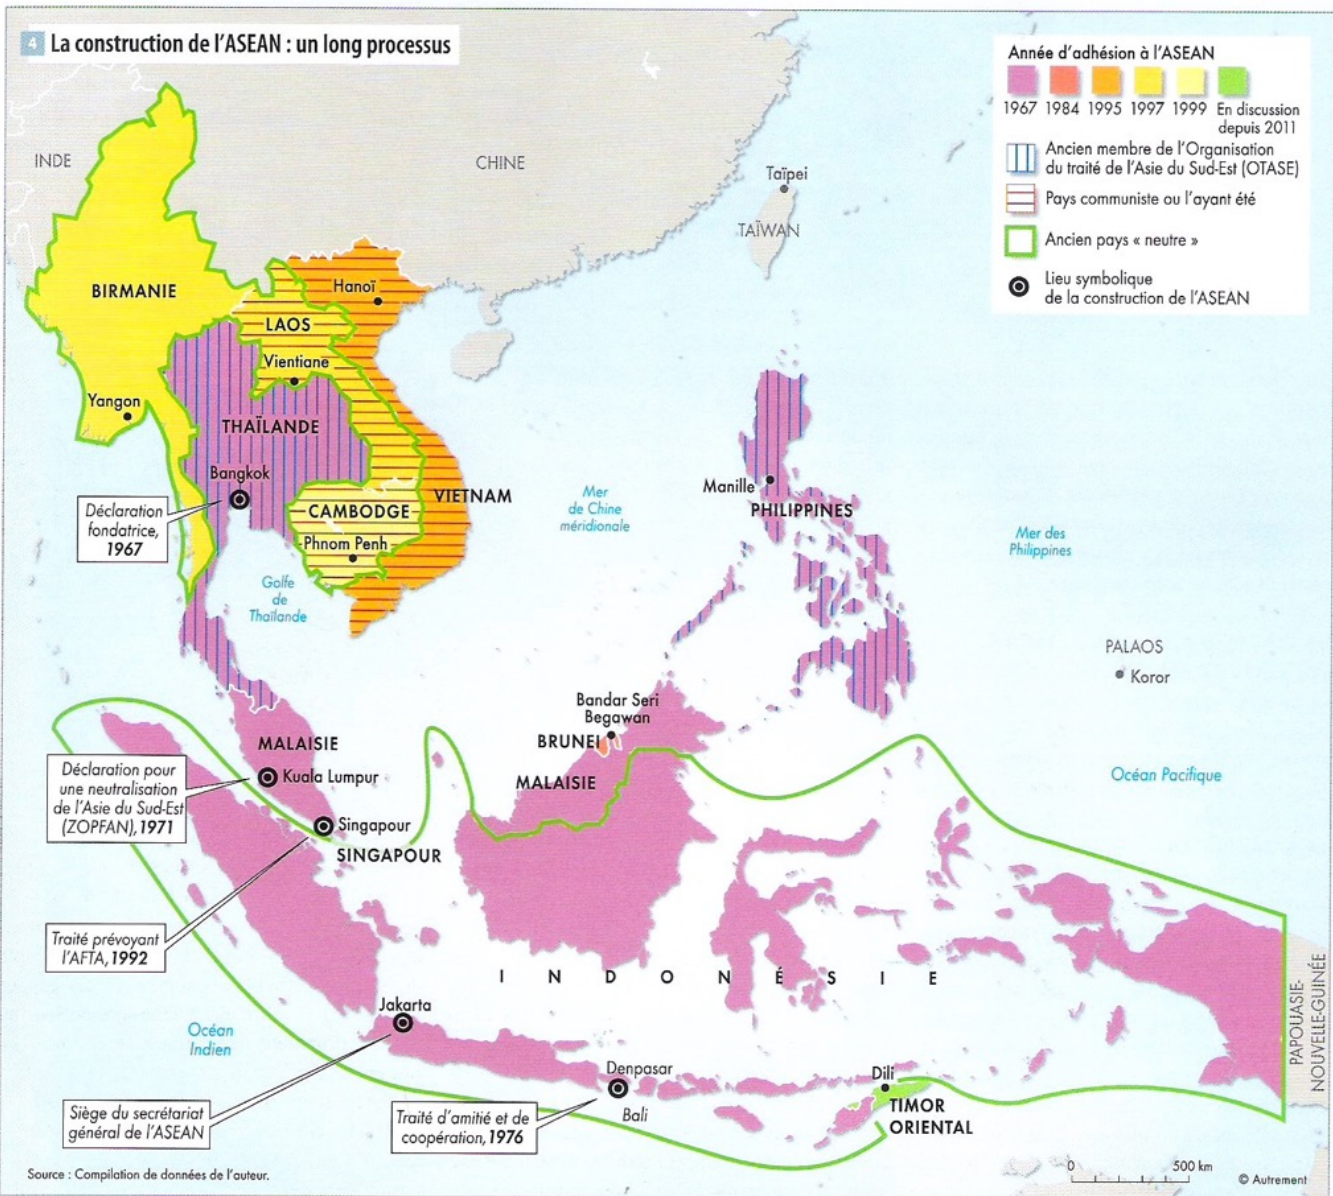 4 La construction de l'ASEAN : un long processus
Année d'adhésion à l'ASEAN
1967 1984 1995 1997 1999 En discussion
depuis 2011
Ancien membre de l'Organisation
du traité de l'Asie du Sud-Est (OTASE)
Pays communiste ou l'ayant été
Ancien pays « neutre »
Lieu symbolique
de la construction de l'ASEAN
INDE
CHINE
Taïpei
TAÏWAN
BIRMANIE
Hanoï
LAOS
Vientiane
Yangon
THAÏLANDE
Bangkok
VIETNAM
CAMBODGE
Phnom Penh
Déclaration
fondatrice,
1967
Golfe
de
Thaïlande
Mer
de Chine
méridionale
Manille
PHILIPPINES
Mer des
Philippines
PALAOS
Koror
Bandar Seri
Begawan
BRUNEI
MALAISIE
MALAISIE
Kuala Lumpur
Déclaration pour
une neutralisation
de l'Asie du Sud-Est
(ZOPFAN), 1971
Océan Pacifique
Singapour
SINGAPOUR
Traité prévoyant
l'AFTA, 1992
INDONÉSIE
PAPOUASIE-
NOUVELLE-GUINÉE
Jakarta
Océan
Indien
Denpasar
Bali
Dili
TIMOR
ORIENTAL
Siège du secrétariat
général de l'ASEAN
Traité d'amitié et de
coopération, 1976
0 500 km
Source : Compilation de données de l'auteur.
© Autrement